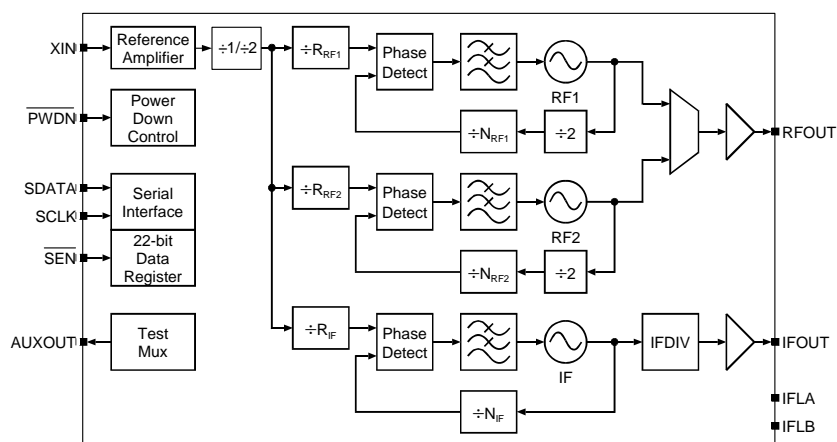 XIN
Reference
Amplifier
÷1/÷2
÷RRF1
Phase
Detect
RF1
÷NRF1
÷2
RFOUT
PWDN
Power
Down
Control
SDATA
SCLK
Serial
Interface
SEN
22-bit
Data
Register
÷RRF2
Phase
Detect
RF2
÷NRF2
÷2
AUXOUT
Test
Mux
÷RIF
Phase
Detect
IF
÷NIF
IFDIV
IFOUT
IFLA
IFLB